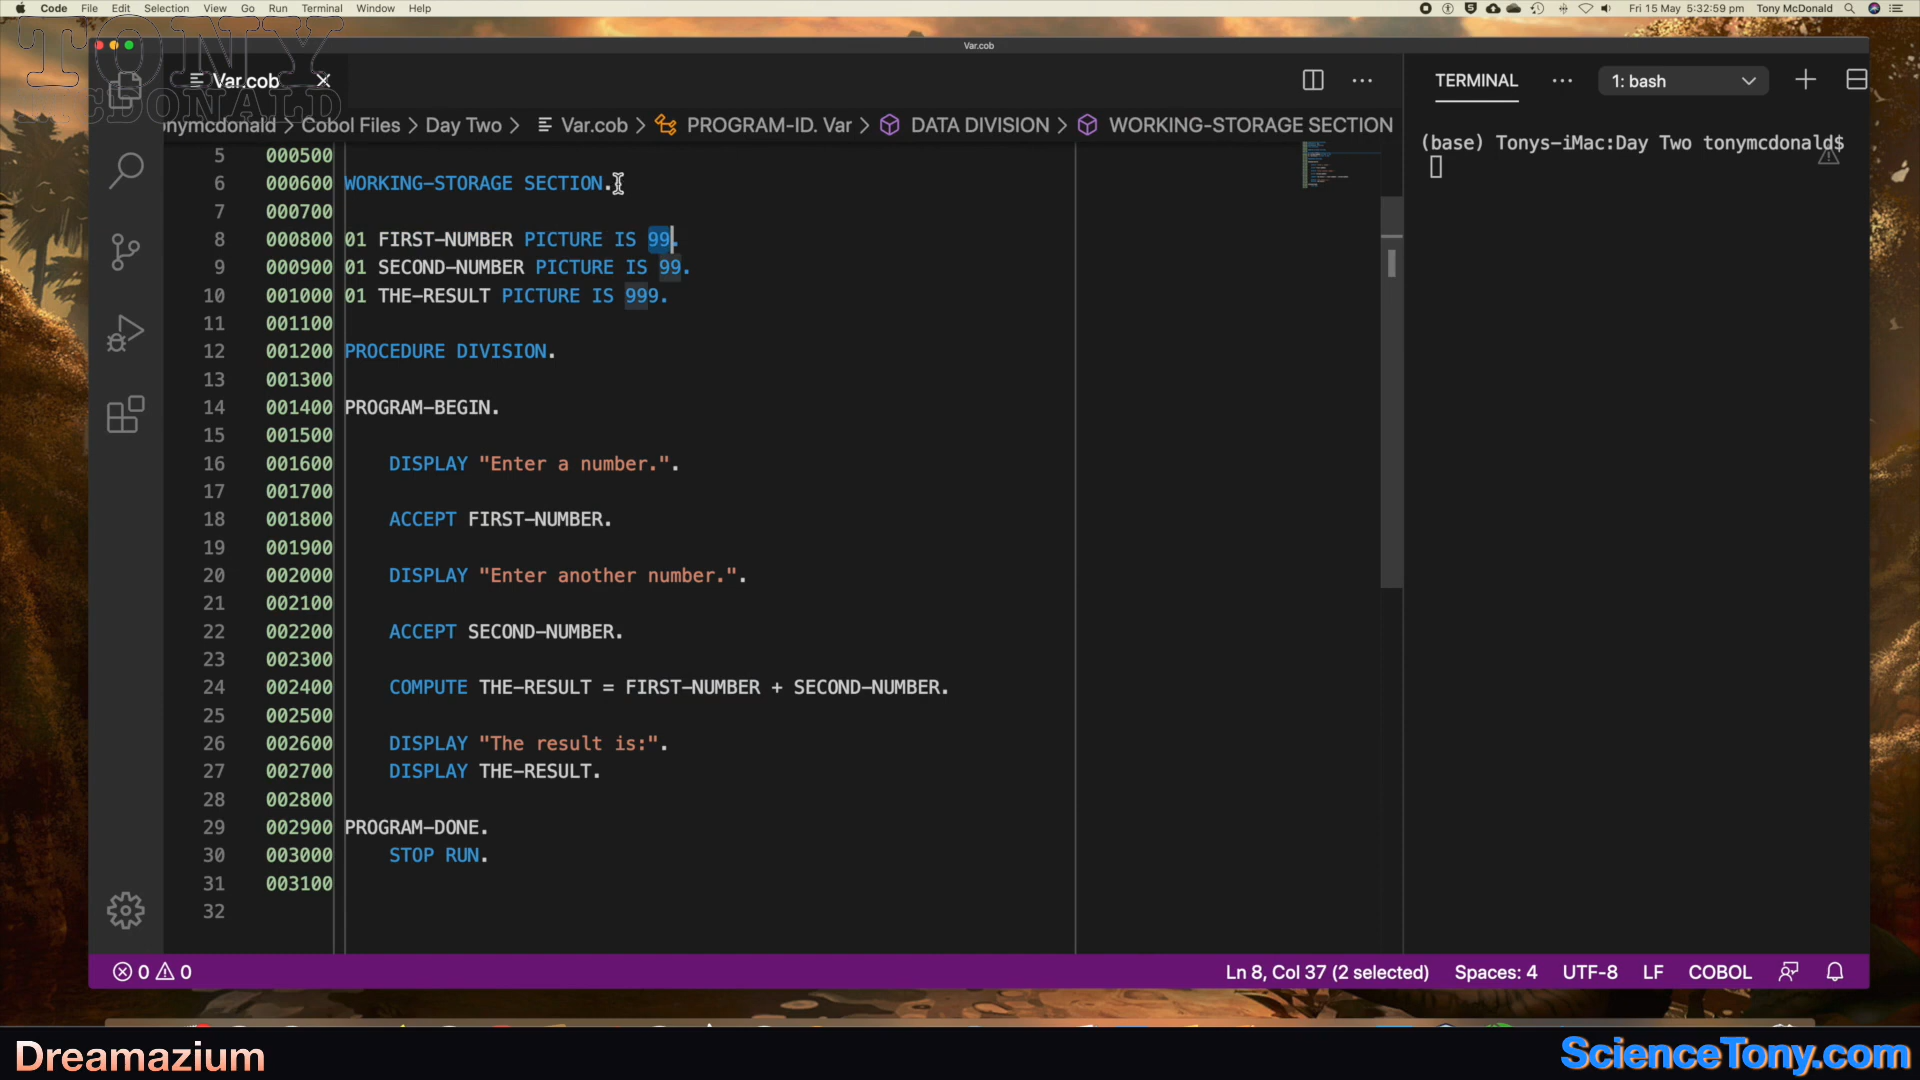 Code File Edit Selection View Go Run Terminal Window Help Fri 15 May 5:32:59 pm Tony McDonald
TONY
MCDONALD
Var.cob
Var.cob
TERMINAL 1: bash
onymcdonald > Cobol Files > Day Two > Var.cob > PROGRAM-ID. Var > DATA DIVISION > WORKING-STORAGE SECTION
(base) Tonys-iMac:Day Two tonymcdonald$
5 000500
6 000600 WORKING-STORAGE SECTION.
7 000700
8 000800 01 FIRST-NUMBER PICTURE IS 99.
9 000900 01 SECOND-NUMBER PICTURE IS 99.
10 001000 01 THE-RESULT PICTURE IS 999.
11 001100
12 001200 PROCEDURE DIVISION.
13 001300
14 001400 PROGRAM-BEGIN.
15 001500
16 001600 DISPLAY "Enter a number.".
17 001700
18 001800 ACCEPT FIRST-NUMBER.
19 001900
20 002000 DISPLAY "Enter another number.".
21 002100
22 002200 ACCEPT SECOND-NUMBER.
23 002300
24 002400 COMPUTE THE-RESULT = FIRST-NUMBER + SECOND-NUMBER.
25 002500
26 002600 DISPLAY "The result is:".
27 002700 DISPLAY THE-RESULT.
28 002800
29 002900 PROGRAM-DONE.
30 003000 STOP RUN.
31 003100
32
0 0 Ln 8, Col 37 (2 selected) Spaces: 4 UTF-8 LF COBOL
Dreamazium
ScienceTony.com